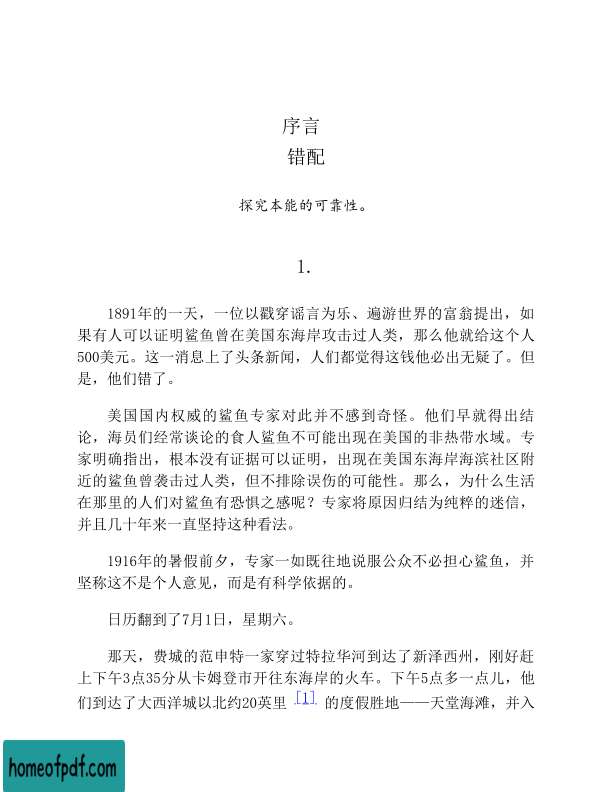 序言
错配
探究本能的可靠性。
1.
1891年的一天，一位以戳穿谣言为乐、遍游世界的富翁提出，如
果有人可以证明鲨鱼曾在美国东海岸攻击过人类，那么他就给这个人
500美元。这一消息上了头条新闻，人们都觉得这钱他必出无疑了。但
是，他们错了。
美国国内权威的鲨鱼专家对此并不感到奇怪。他们早就得出结
论，海员们经常谈论的食人鲨鱼不可能出现在美国的非热带水域。专
家明确指出，根本没有证据可以证明，出现在美国东海岸海滨社区附
近的鲨鱼曾袭击过人类，但不排除误伤的可能性。那么，为什么生活
在那里的人们对鲨鱼有恐惧之感呢？专家将原因归结为纯粹的迷信，
并且几十年来一直坚持这种看法。
1916年的暑假前夕，专家一如既往地说服公众不必担心鲨鱼，并
坚称这不是个人意见，而是有科学依据的。
日历翻到了7月1日，星期六。
那天，费城的范申特一家穿过特拉华河到达了新泽西州，刚好赶
上下午3点35分从卡姆登市开往东海岸的火车。下午5点多一点儿，他
们到达了大西洋城以北约20英里 [1] 的度假胜地——天堂海滩，并入
homeofpdf.com